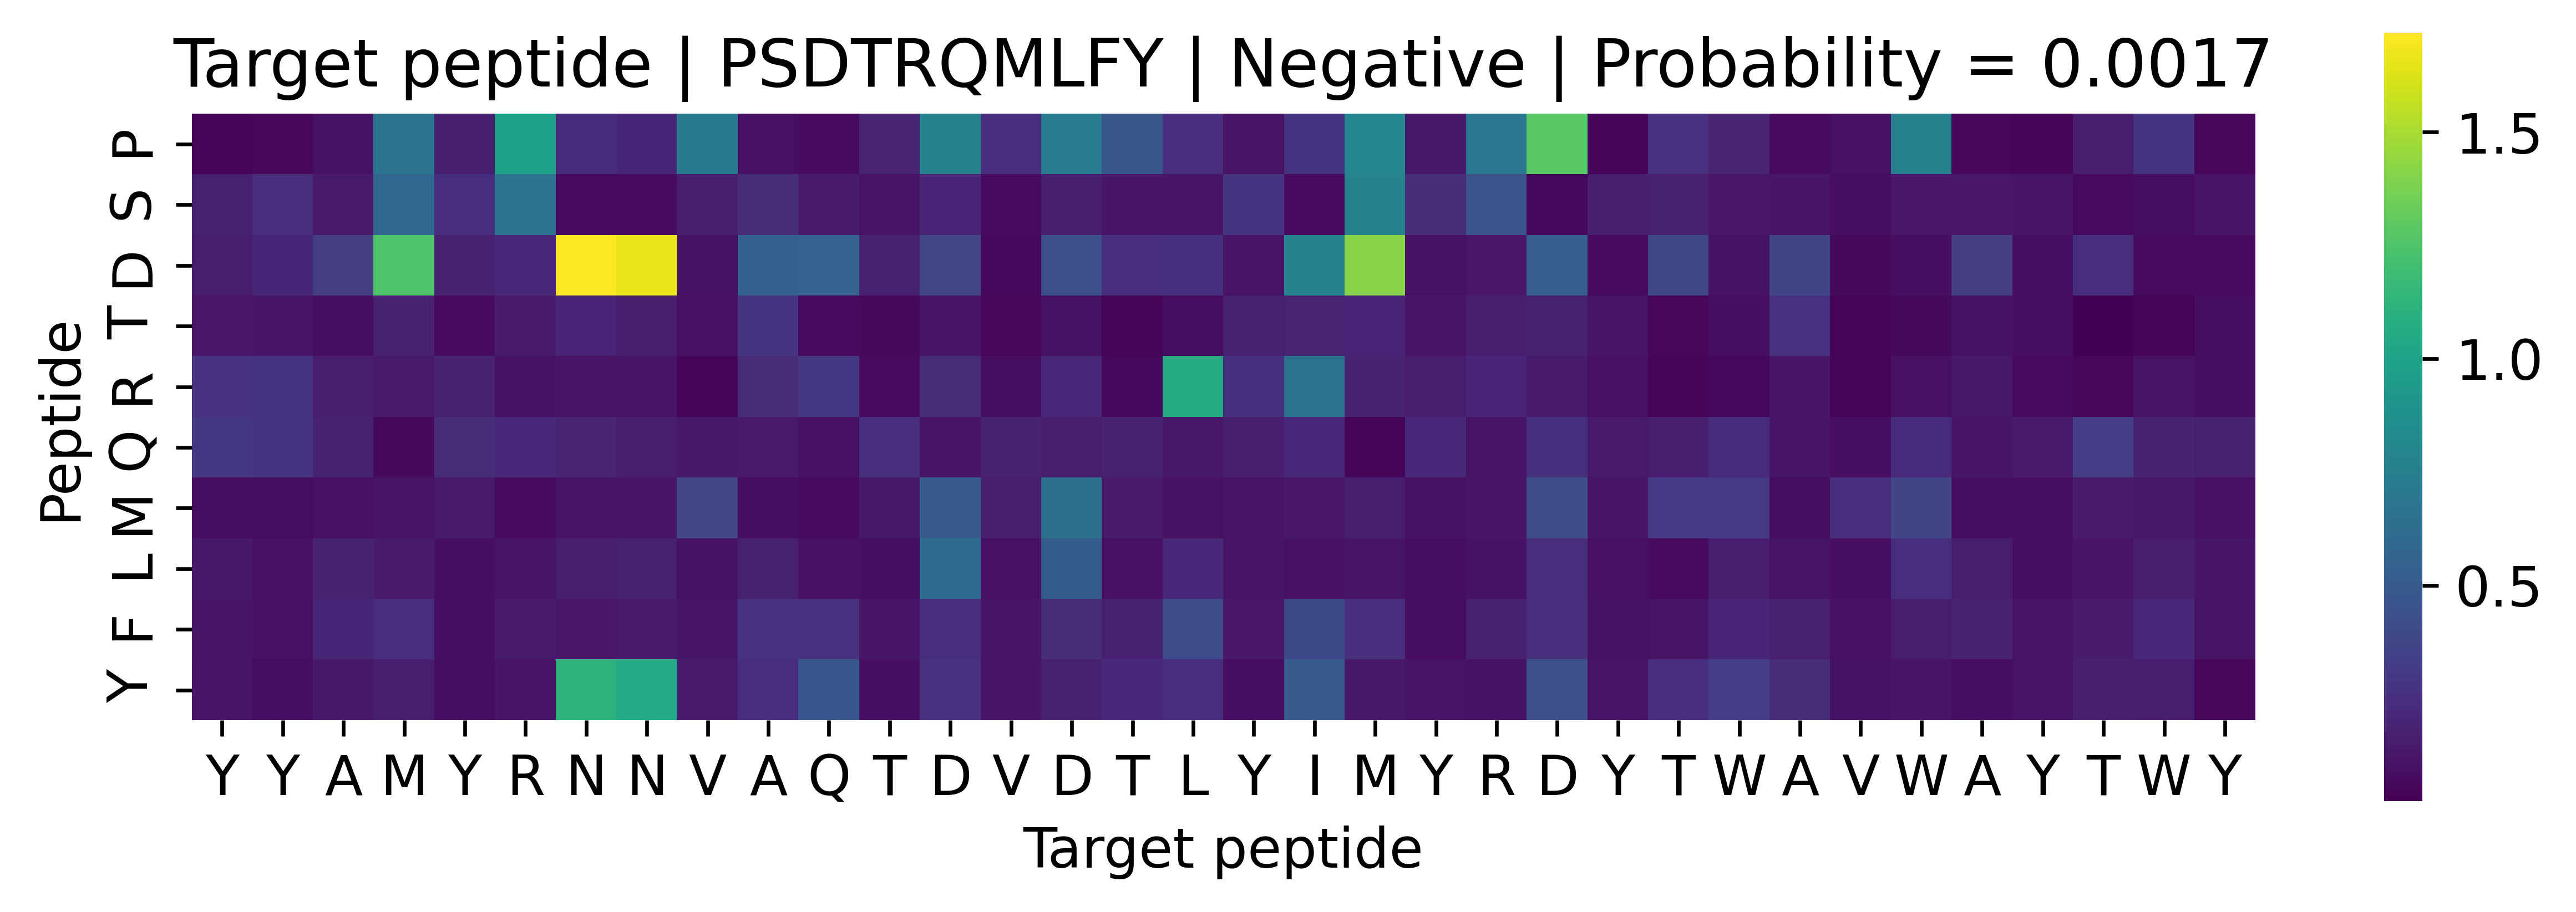 Target peptide | PSDTRQMLFY | Negative | Probability = 0.0017
Peptide
P
S
D
T
R
Q
M
L
F
Y
Y Y A M Y R N N V A Q T D V D T L Y I M Y R D Y T W A V W A Y T W Y
Target peptide
1.5
1.0
0.5